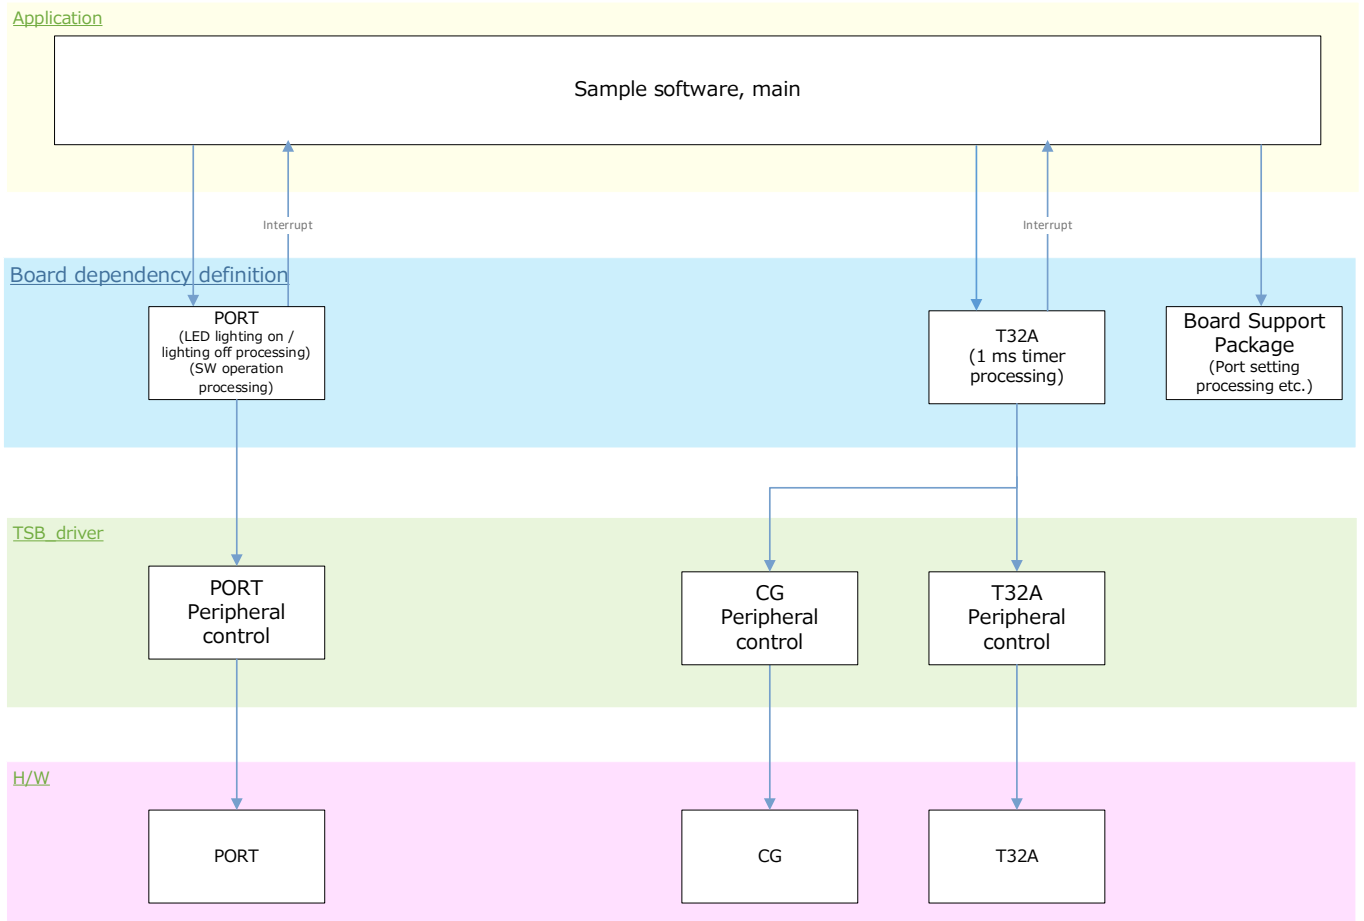 Application
Sample software, main
Interrupt
Interrupt
Board dependency definition
PORT
(LED lighting on /
lighting off processing)
(SW operation
processing)
T32A
(1 ms timer
processing)
Board Support
Package
(Port setting
processing etc.)
TSB_driver
PORT
Peripheral
control
CG
Peripheral
control
T32A
Peripheral
control
H/W
PORT
CG
T32A